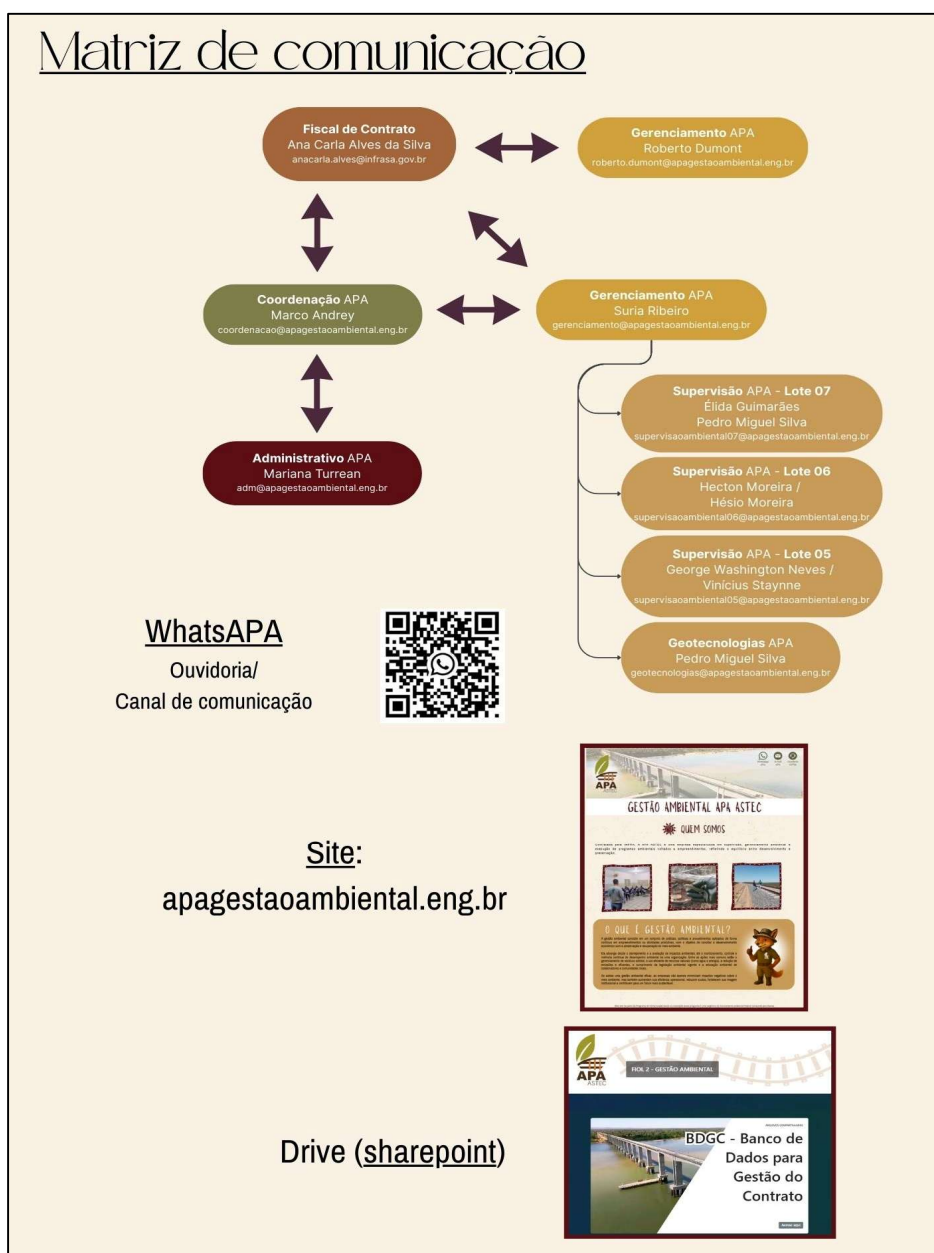 Matriz de comunicação
Fiscal de Contrato
Ana Carla Alves da Silva
anacarla.alves@infrasa.gov.br
Gerenciamento APA
Roberto Dumont
roberto.dumont@apagestaoambiental.eng.br
Coordenação APA
Marco Andrey
coordenacao@apagestaoambiental.eng.br
Gerenciamento APA
Suria Ribeiro
gerenciamento@apagestaoambiental.eng.br
Administrativo APA
Mariana Turrean
adm@apagestaoambiental.eng.br
Supervisão APA - Lote 07
Élida Guimarães
Pedro Miguel Silva
supervisaoambiental07@apagestaoambiental.eng.br
Supervisão APA - Lote 06
Hecton Moreira /
Hésio Moreira
supervisaoambiental06@apagestaoambiental.eng.br
Supervisão APA - Lote 05
George Washington Neves /
Vinícius Staynne
supervisaoambiental05@apagestaoambiental.eng.br
Geotecnologias APA
Pedro Miguel Silva
geotecnologias@apagestaoambiental.eng.br
WhatsAPA
Ouvidoria/
Canal de comunicação
Site:
apagestaoambiental.eng.br
APA
ASTEC
GESTÃO AMBIENTAL APA ASTEC
QUEM SOMOS
O QUE É GESTÃO AMBIENTAL?
Drive (sharepoint)
APA
ASTEC
FIOL 2 - GESTÃO AMBIENTAL
BDGC - Banco de
Dados para
Gestão do
Contrato